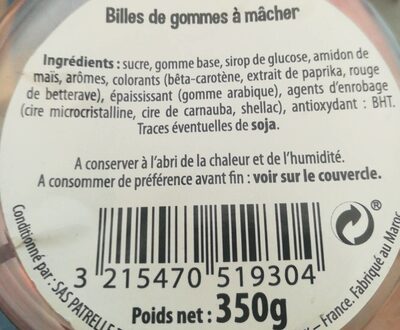 Billes de gommes à mâcher
Ingrédients : sucre, gomme base, sirop de glucose, amidon de
maïs, arômes, colorants (bêta-carotène, extrait de paprika, rouge
de betterave), épaississant (gomme arabique), agents d'enrobage
(cire microcristalline, cire de carnauba, shellac), antioxydant : BHT.
Traces éventuelles de soja.
A conserver à l'abri de la chaleur et de l'humidité.
A consommer de préférence avant fin : voir sur le couvercle.
3 215470 519304
Poids net : 350g
Conditionné par : SAS PATRELLE
- France. Fabriqué au Maroc
®